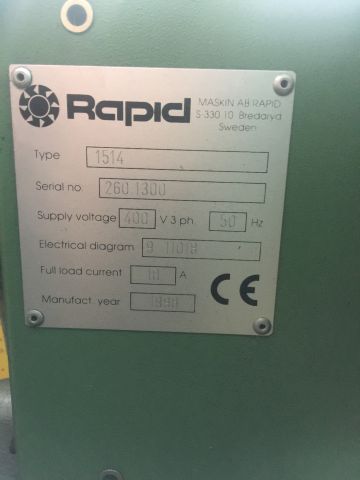 Rapid
MASKIN AB RAPID
S-330 10 Bredaryd
Sweden
Type 1514
Serial no. 260 1300
Supply voltage 400 V 3 ph. 50 Hz
Electrical diagram
Full load current A
Manufact. year
CE